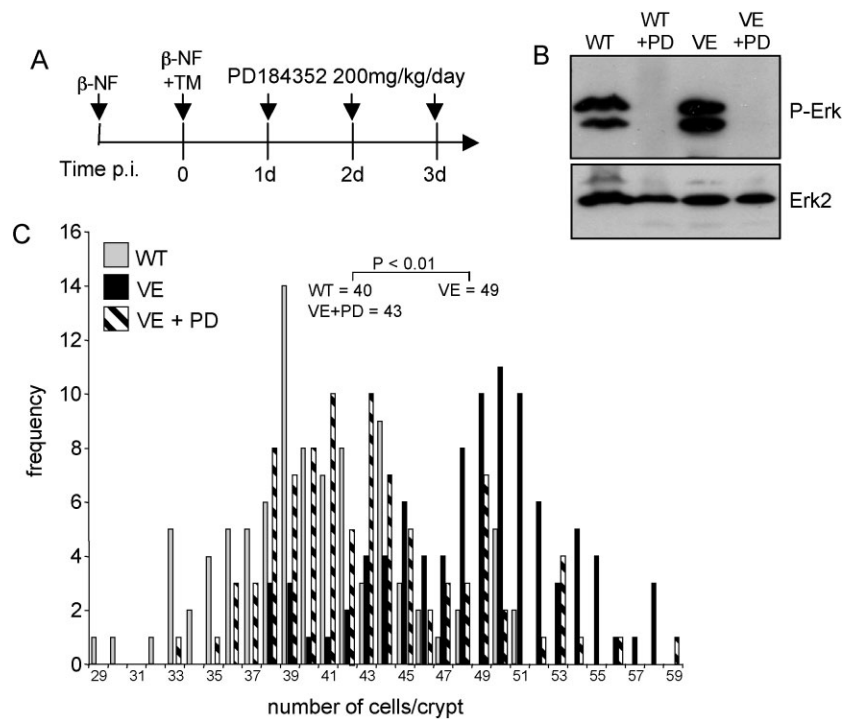 A
β-NF
β-NF
+TM
PD184352 200mg/kg/day
Time p.i.
0
1d
2d
3d
B
WT
WT
+PD
VE
VE
+PD
P-Erk
Erk2
C
WT
VE
VE + PD
P < 0.01
WT = 40
VE = 49
VE+PD = 43
frequency
16
14
12
10
8
6
4
2
0
29 31 33 35 37 39 41 43 45 47 49 51 53 55 57 59
number of cells/crypt